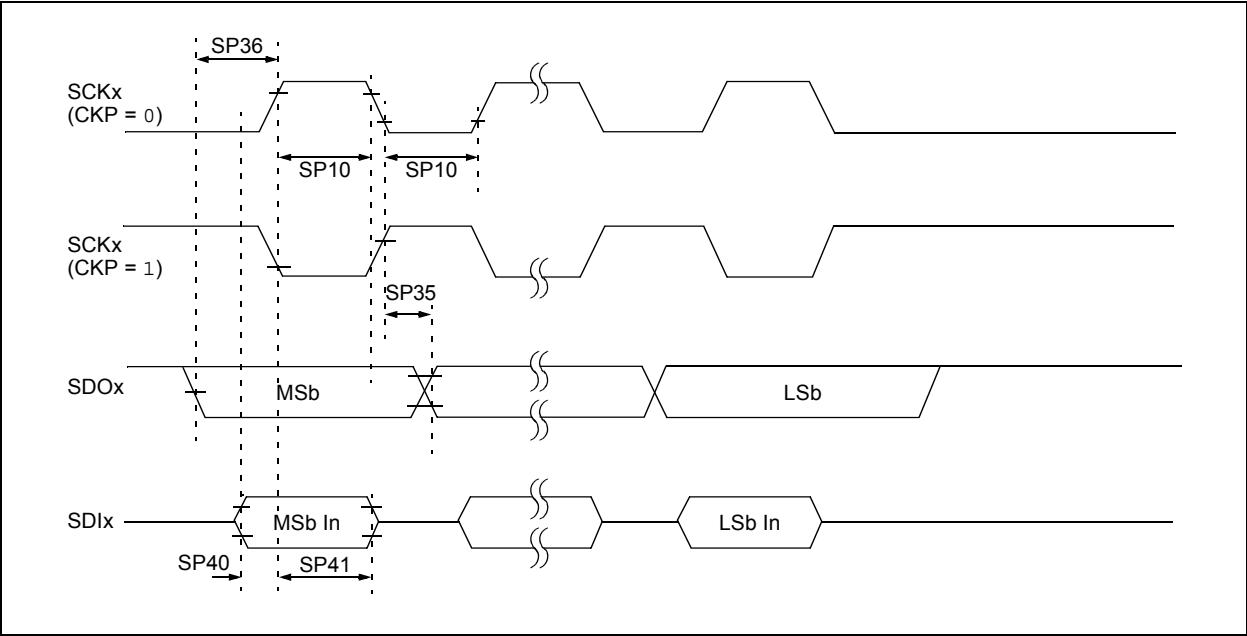 SP36
SCKx
(CKP = 0)
SP10 SP10
SCKx
(CKP = 1)
SP35
SDOx MSb LSb
SDIx MSb In LSb In
SP40 SP41